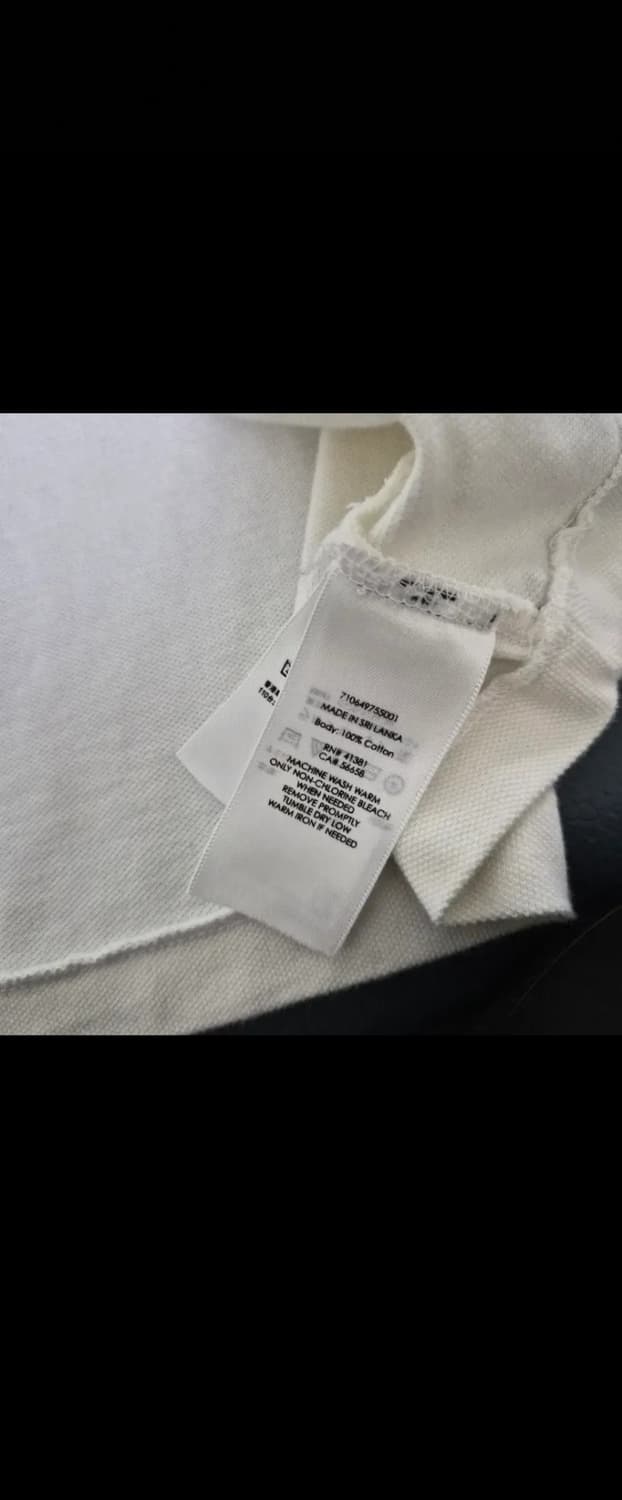 710649755001
MADE IN SRI LANKA
Body: 100% Cotton
RN# 41381
CA# 56658
MACHINE WASH WARM
ONLY NON-CHLORINE BLEACH
WHEN NEEDED
REMOVE PROMPTLY
TUMBLE DRY LOW
WARM IRON IF NEEDED